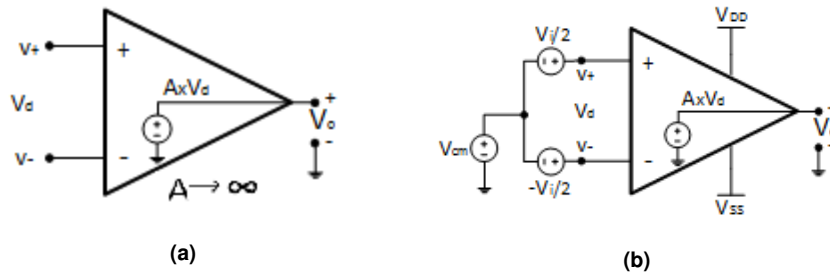 v+
+
AxVd
Vd
+
-
+
Vo
-
v-
-
A → ∞
(a)
VDD
Vi/2
-+
v+
+
AxVd
Vd
+
-
Vcm
+
-
v-
-
-+
-Vi/2
VSS
(b)